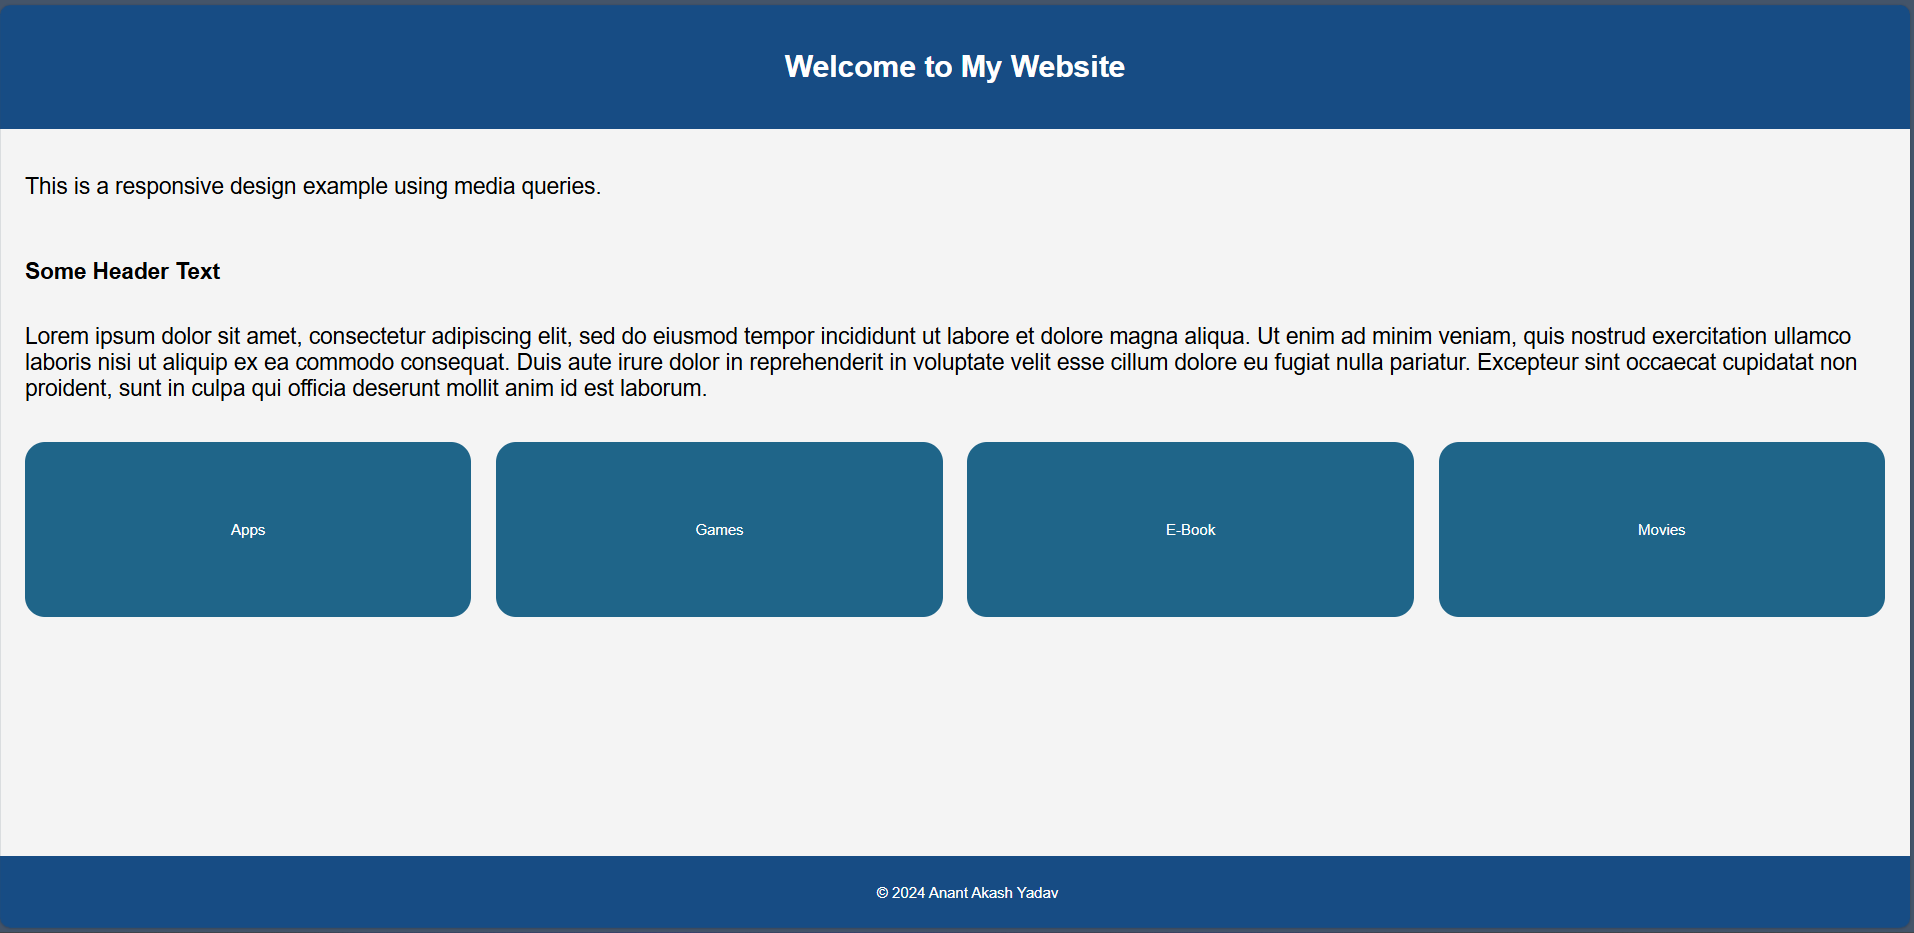 Welcome to My Website
This is a responsive design example using media queries.
Some Header Text
Lorem ipsum dolor sit amet, consectetur adipiscing elit, sed do eiusmod tempor incididunt ut labore et dolore magna aliqua. Ut enim ad minim veniam, quis nostrud exercitation ullamco
laboris nisi ut aliquip ex ea commodo consequat. Duis aute irure dolor in reprehenderit in voluptate velit esse cillum dolore eu fugiat nulla pariatur. Excepteur sint occaecat cupidatat non
proident, sunt in culpa qui officia deserunt mollit anim id est laborum.
Apps
Games
E-Book
Movies
© 2024 Anant Akash Yadav